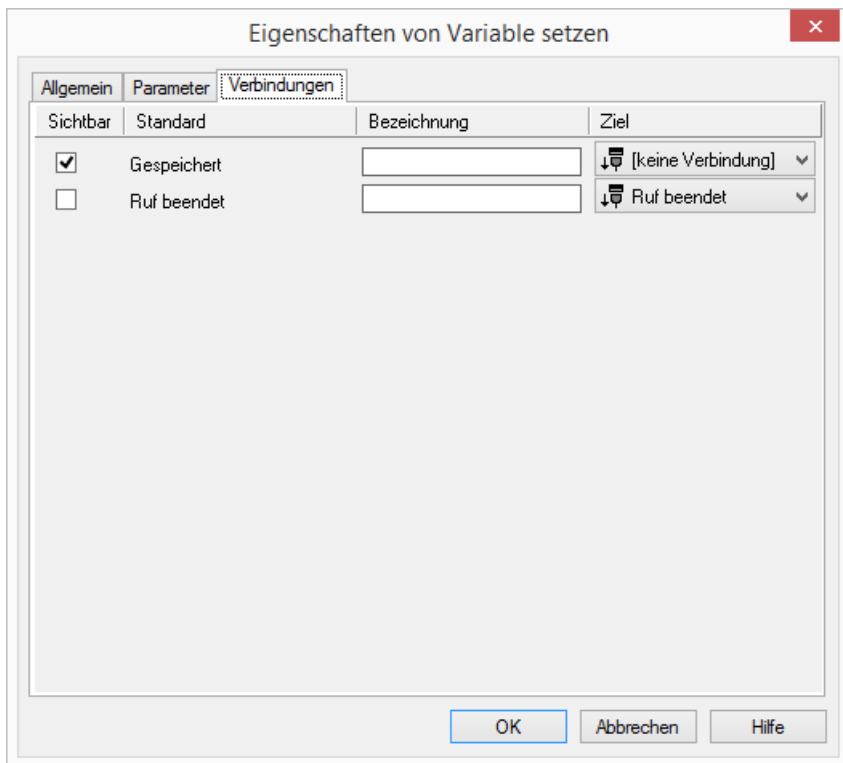 Eigenschaften von Variable setzen
Allgemein Parameter Verbindungen
Sichtbar Standard Bezeichnung Ziel
Gespeichert [keine Verbindung]
Ruf beendet Ruf beendet
OK Abbrechen Hilfe